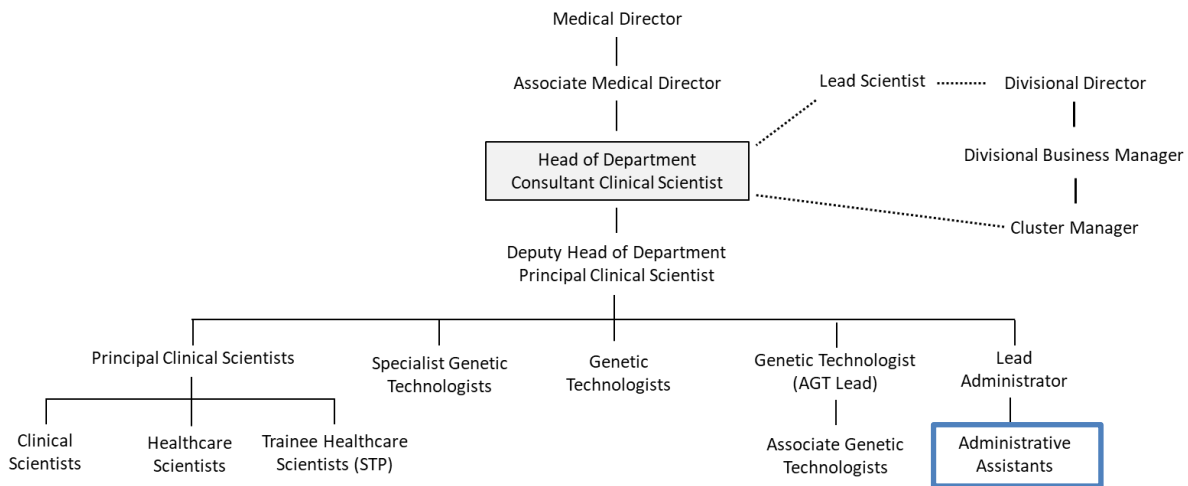 Medical Director
Associate Medical Director
Lead Scientist
Divisional Director
Head of Department
Consultant Clinical Scientist
Divisional Business Manager
Cluster Manager
Deputy Head of Department
Principal Clinical Scientist
Principal Clinical Scientists
Specialist Genetic
Technologists
Genetic
Technologists
Genetic Technologist
(AGT Lead)
Lead
Administrator
Clinical
Scientists
Healthcare
Scientists
Trainee Healthcare
Scientists (STP)
Associate Genetic
Technologists
Administrative
Assistants